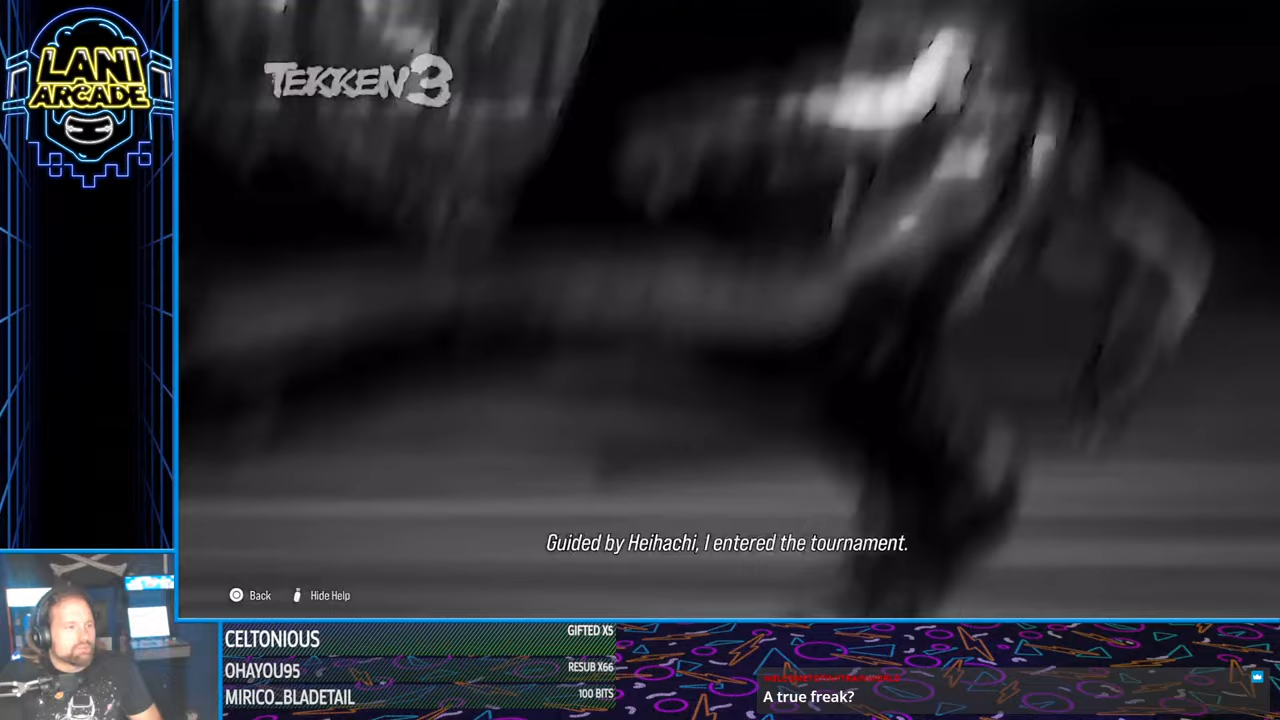 LANI
ARCADE
TEKKEN 3
Guided by Heihachi, I entered the tournament.
Back
Hide Help
CELTONIOUS
GIFTED X5
OHAYOU95
RESUB X66
MIRICO_BLADETAIL
100 BITS
A true freak?